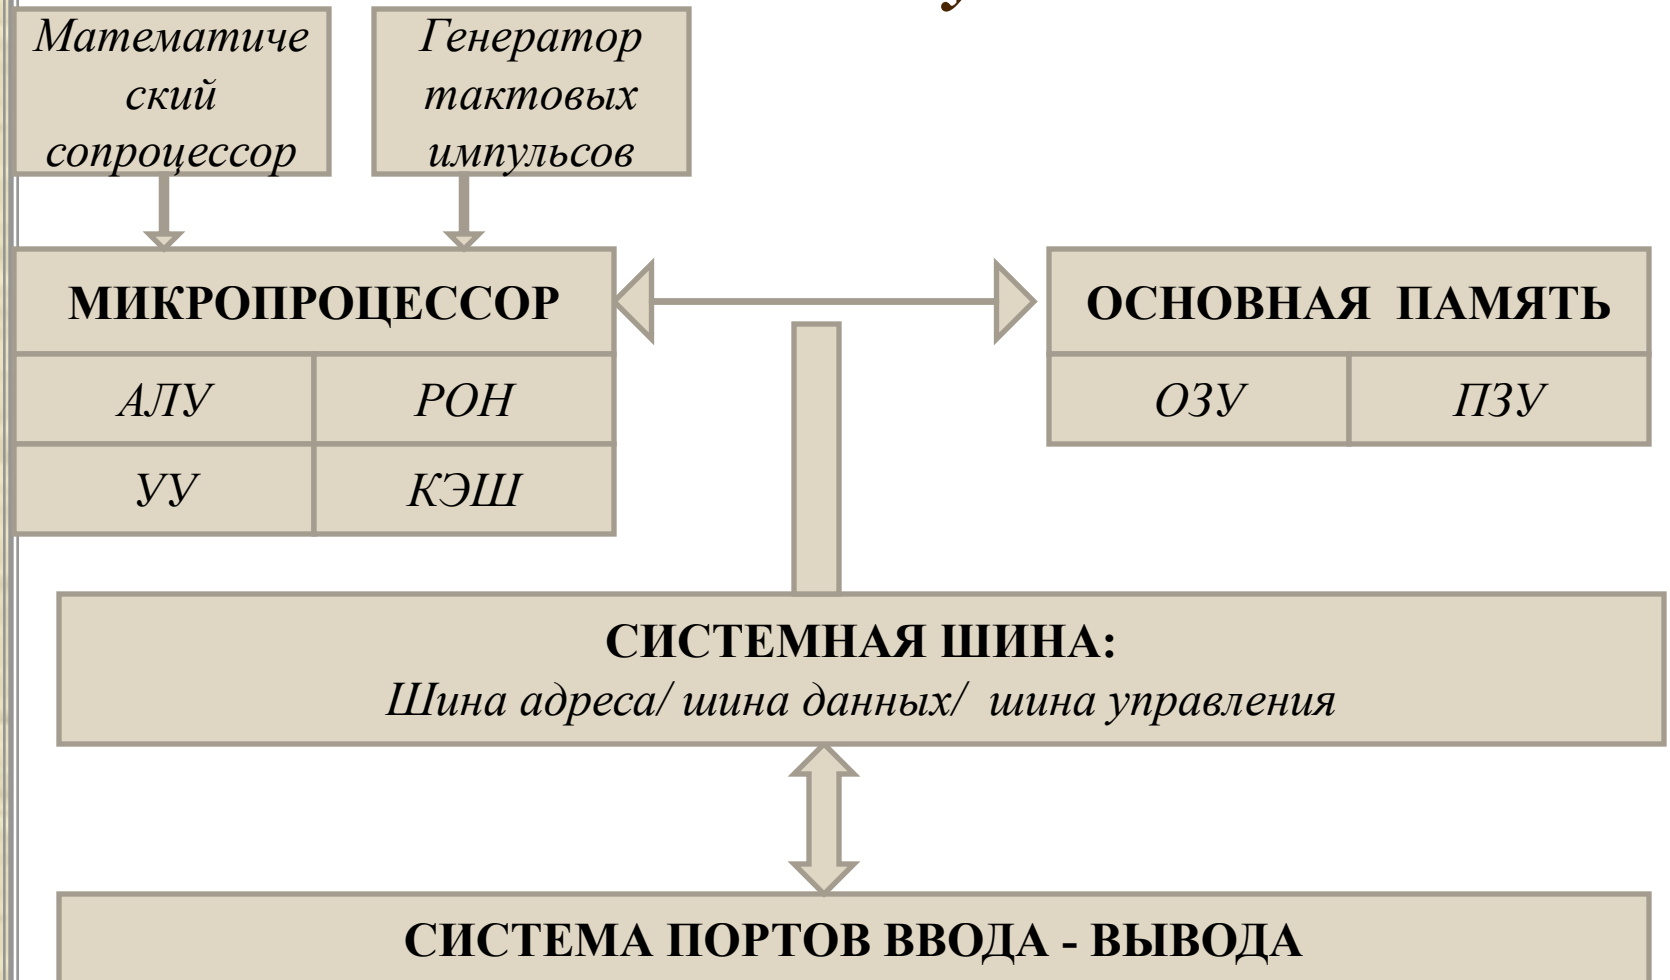 Математиче
ский
сопроцессор
Генератор
тактовых
импульсов
МИКРОПРОЦЕССОР
ОСНОВНАЯ ПАМЯТЬ
АЛУ
РОН
ОЗУ
ПЗУ
УУ
КЭШ
СИСТЕМНАЯ ШИНА:
Шина адреса/ шина данных/ шина управления
СИСТЕМА ПОРТОВ ВВОДА - ВЫВОДА